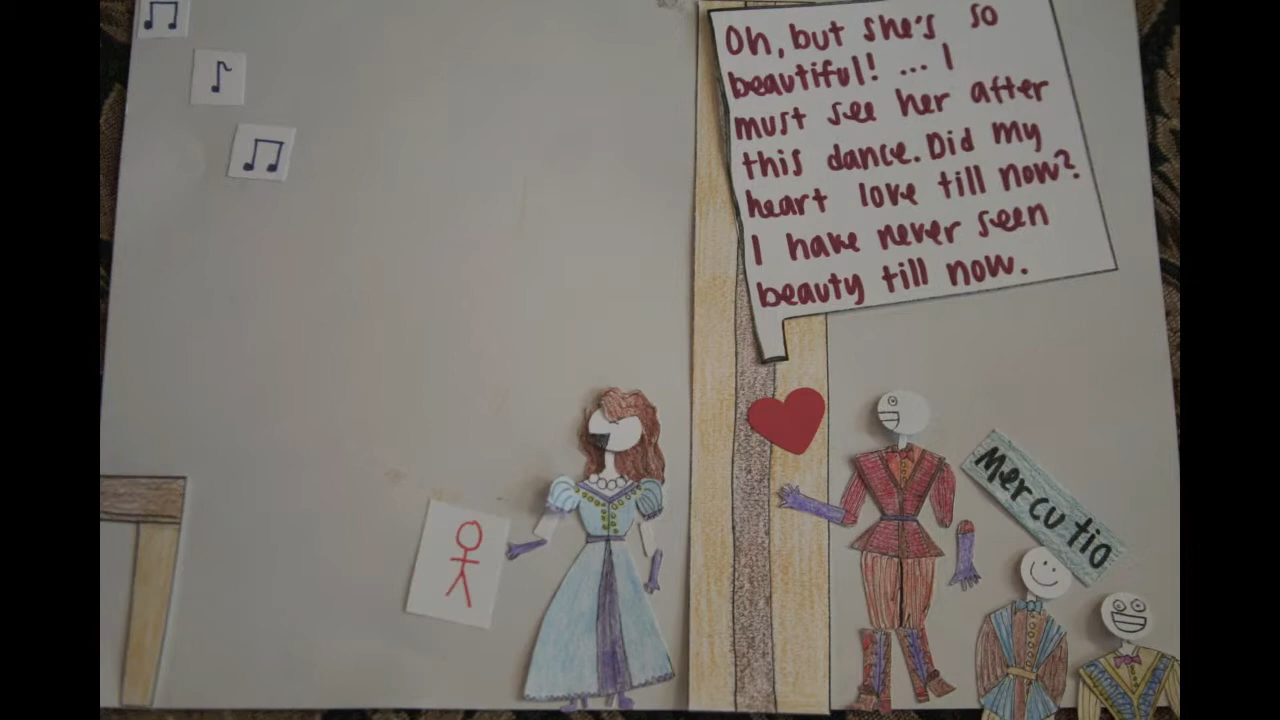 Oh, but she's so
beautiful! ... I
must see her after
this dance. Did my
heart love till now?
I have never seen
beauty till now.
Mercutio